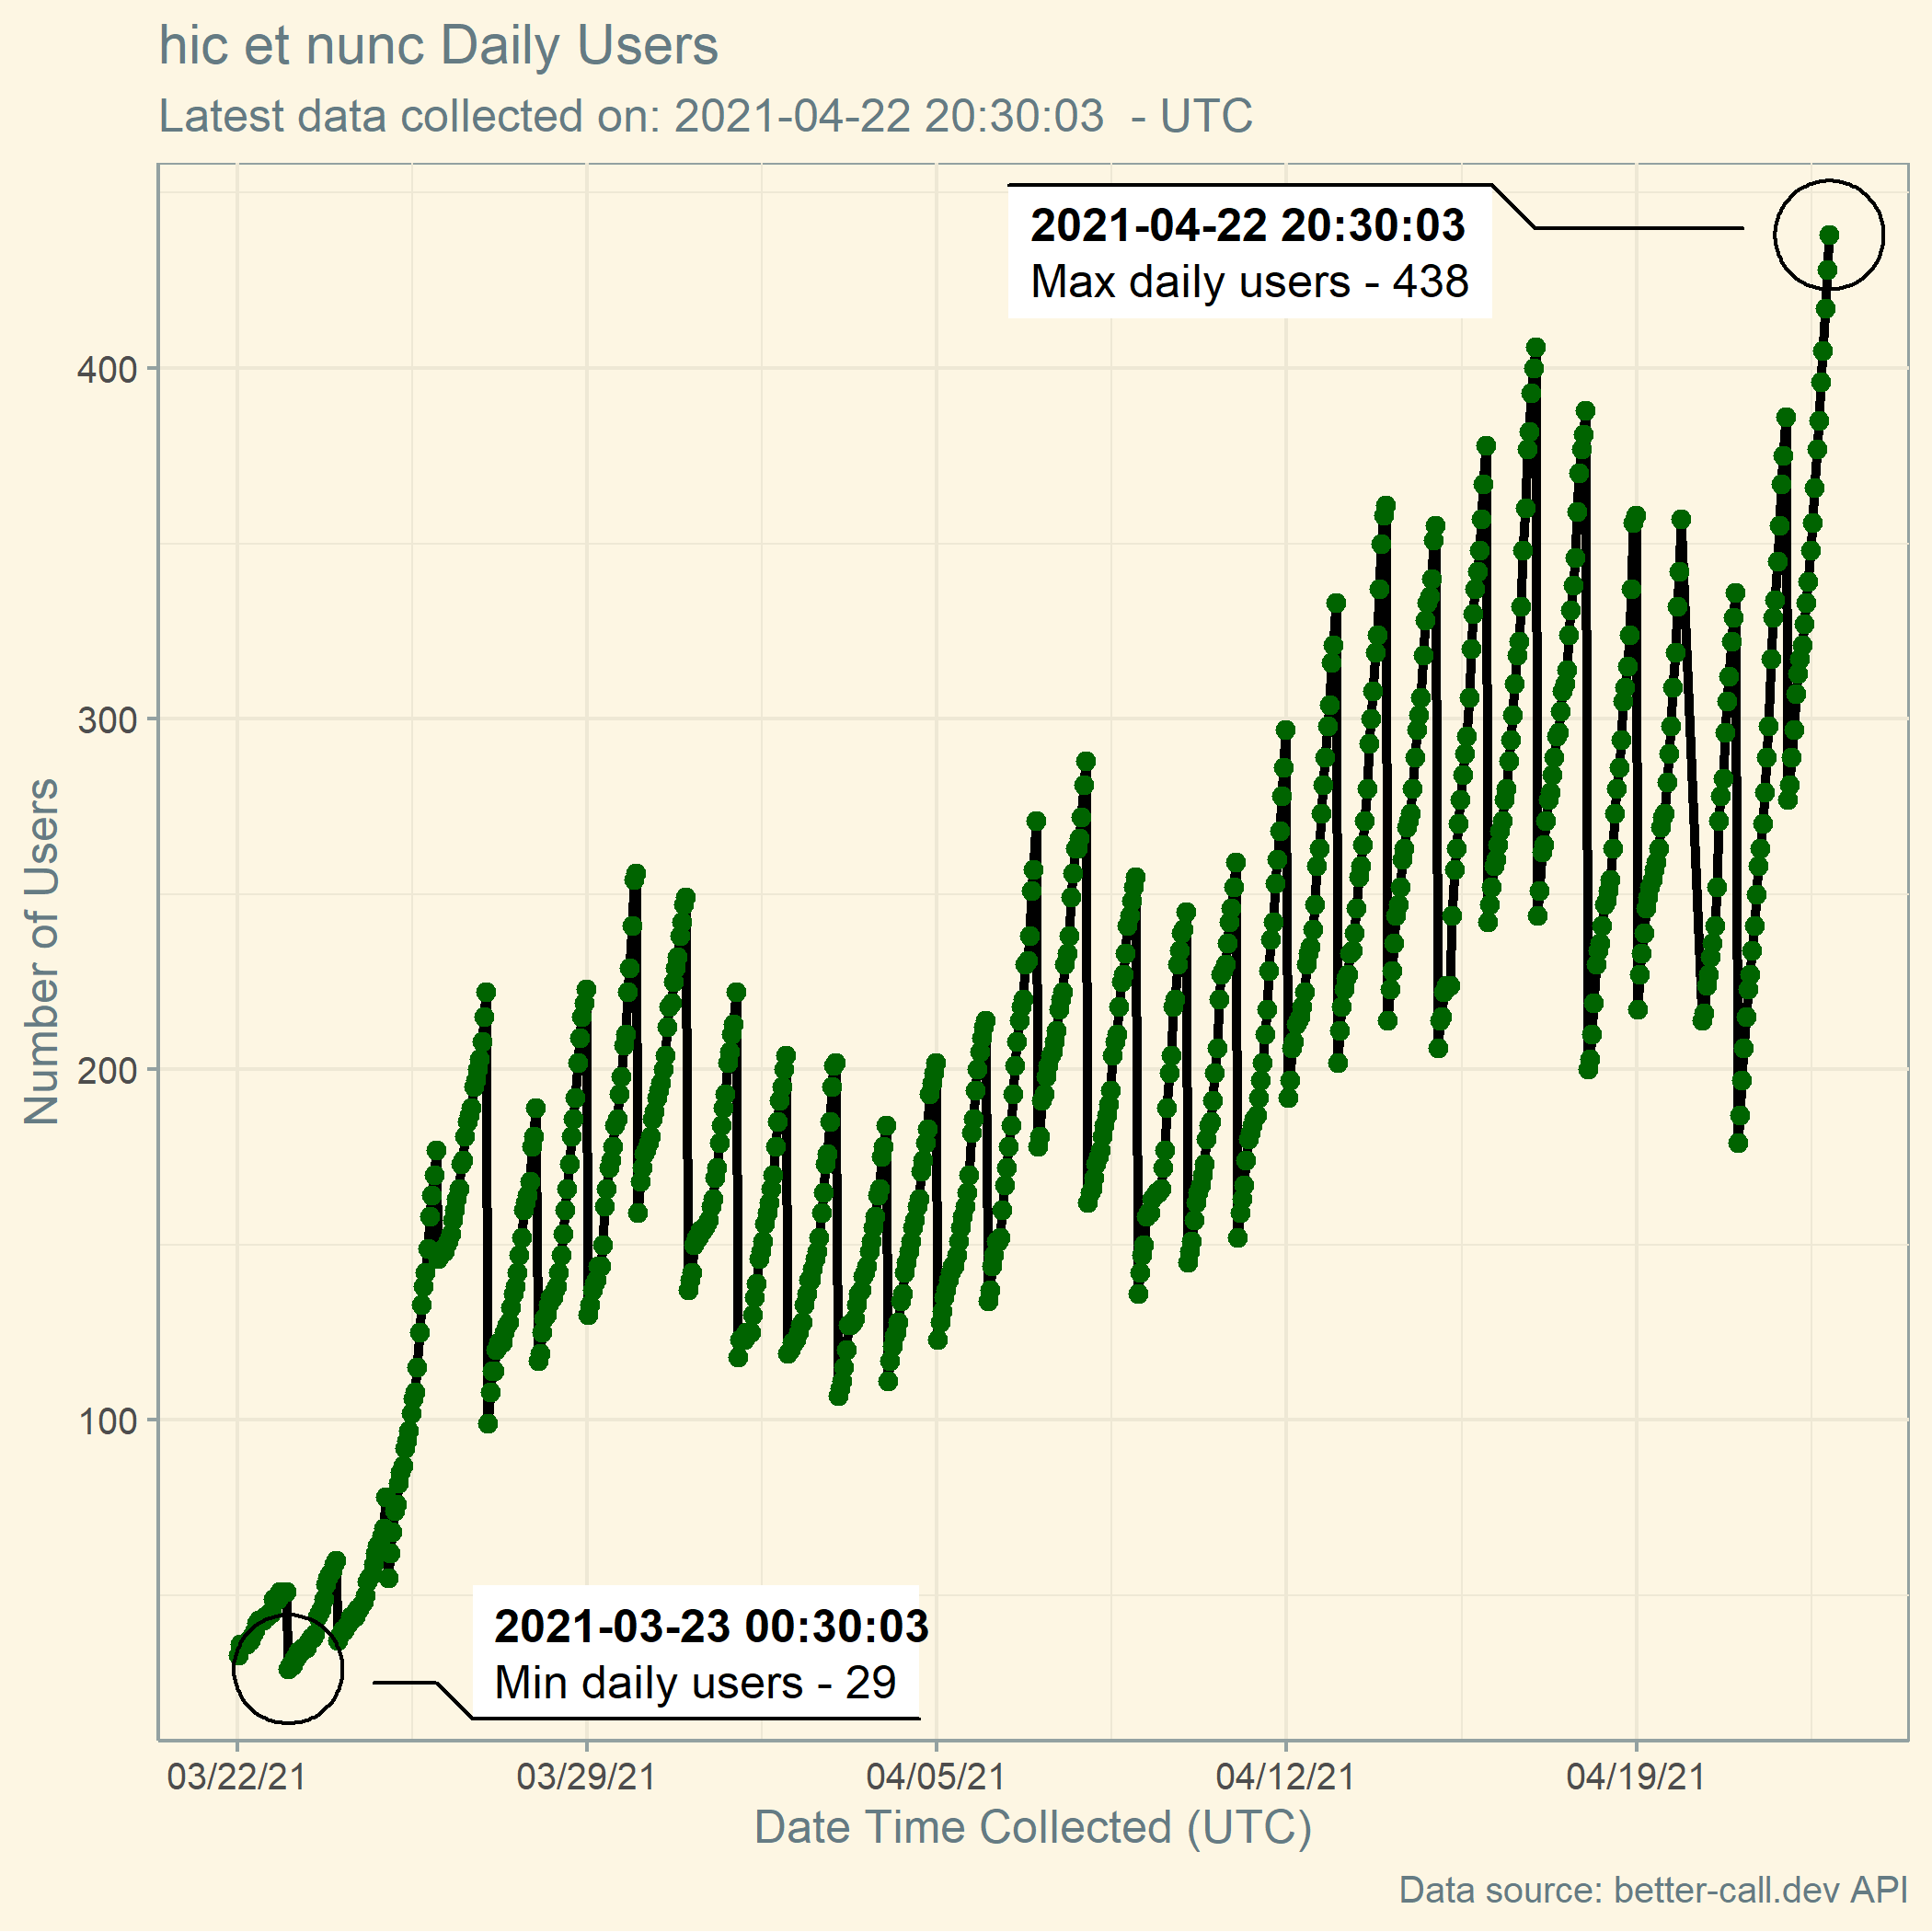 hic et nunc Daily Users
Latest data collected on: 2021-04-22 20:30:03  - UTC
2021-04-22 20:30:03
Max daily users - 438
400
300
200
100
Number of Users
2021-03-23 00:30:03
Min daily users - 29
03/22/21 03/29/21 04/05/21 04/12/21 04/19/21
Date Time Collected (UTC)
Data source: better-call.dev API